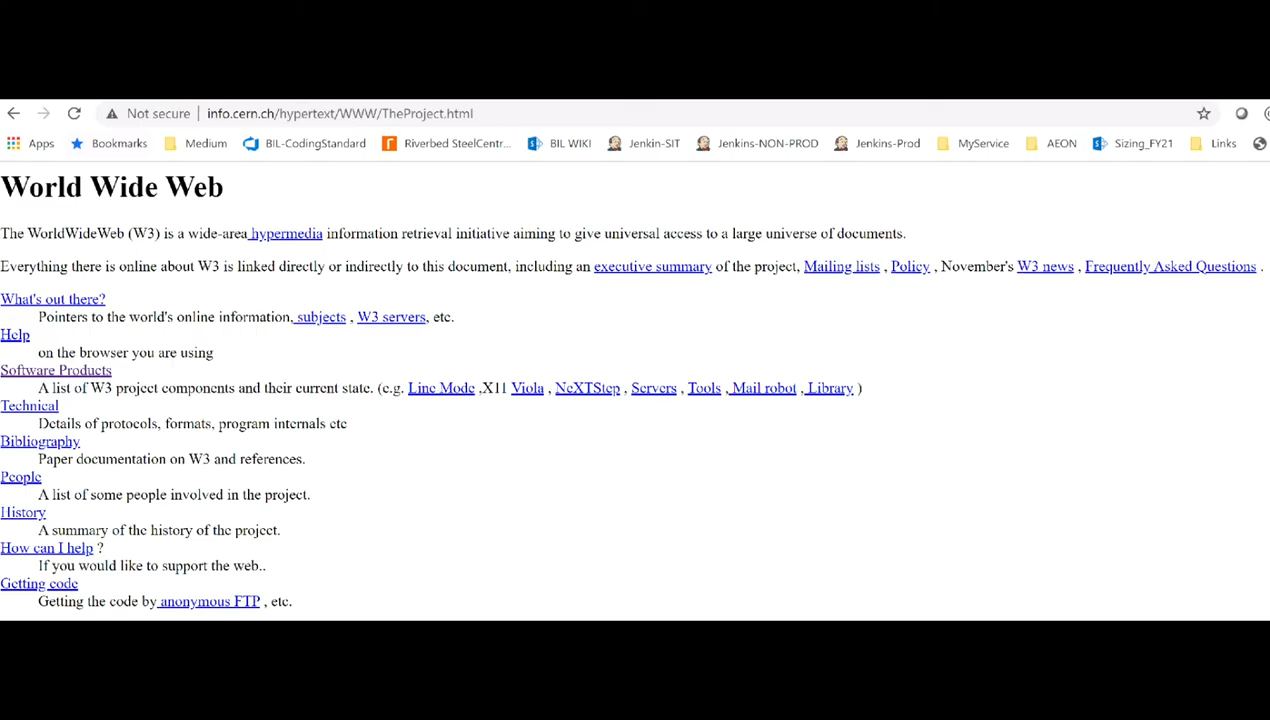 Not secure | info.cern.ch/hypertext/WWW/TheProject.html
Apps Bookmarks Medium BIL-CodingStandard Riverbed SteelCentr... BIL WIKI Jenkin-SIT Jenkins-NON-PROD Jenkins-Prod MyService AEON Sizing_FY21 Links
World Wide Web
The WorldWideWeb (W3) is a wide-area hypermedia information retrieval initiative aiming to give universal access to a large universe of documents.
Everything there is online about W3 is linked directly or indirectly to this document, including an executive summary of the project, Mailing lists , Policy , November's W3 news , Frequently Asked Questions .
What's out there?
Pointers to the world's online information, subjects , W3 servers, etc.
Help
on the browser you are using
Software Products
A list of W3 project components and their current state. (e.g. Line Mode ,X11 Viola , NeXTStep , Servers , Tools , Mail robot , Library )
Technical
Details of protocols, formats, program internals etc
Bibliography
Paper documentation on W3 and references.
People
A list of some people involved in the project.
History
A summary of the history of the project.
How can I help ?
If you would like to support the web..
Getting code
Getting the code by anonymous FTP , etc.